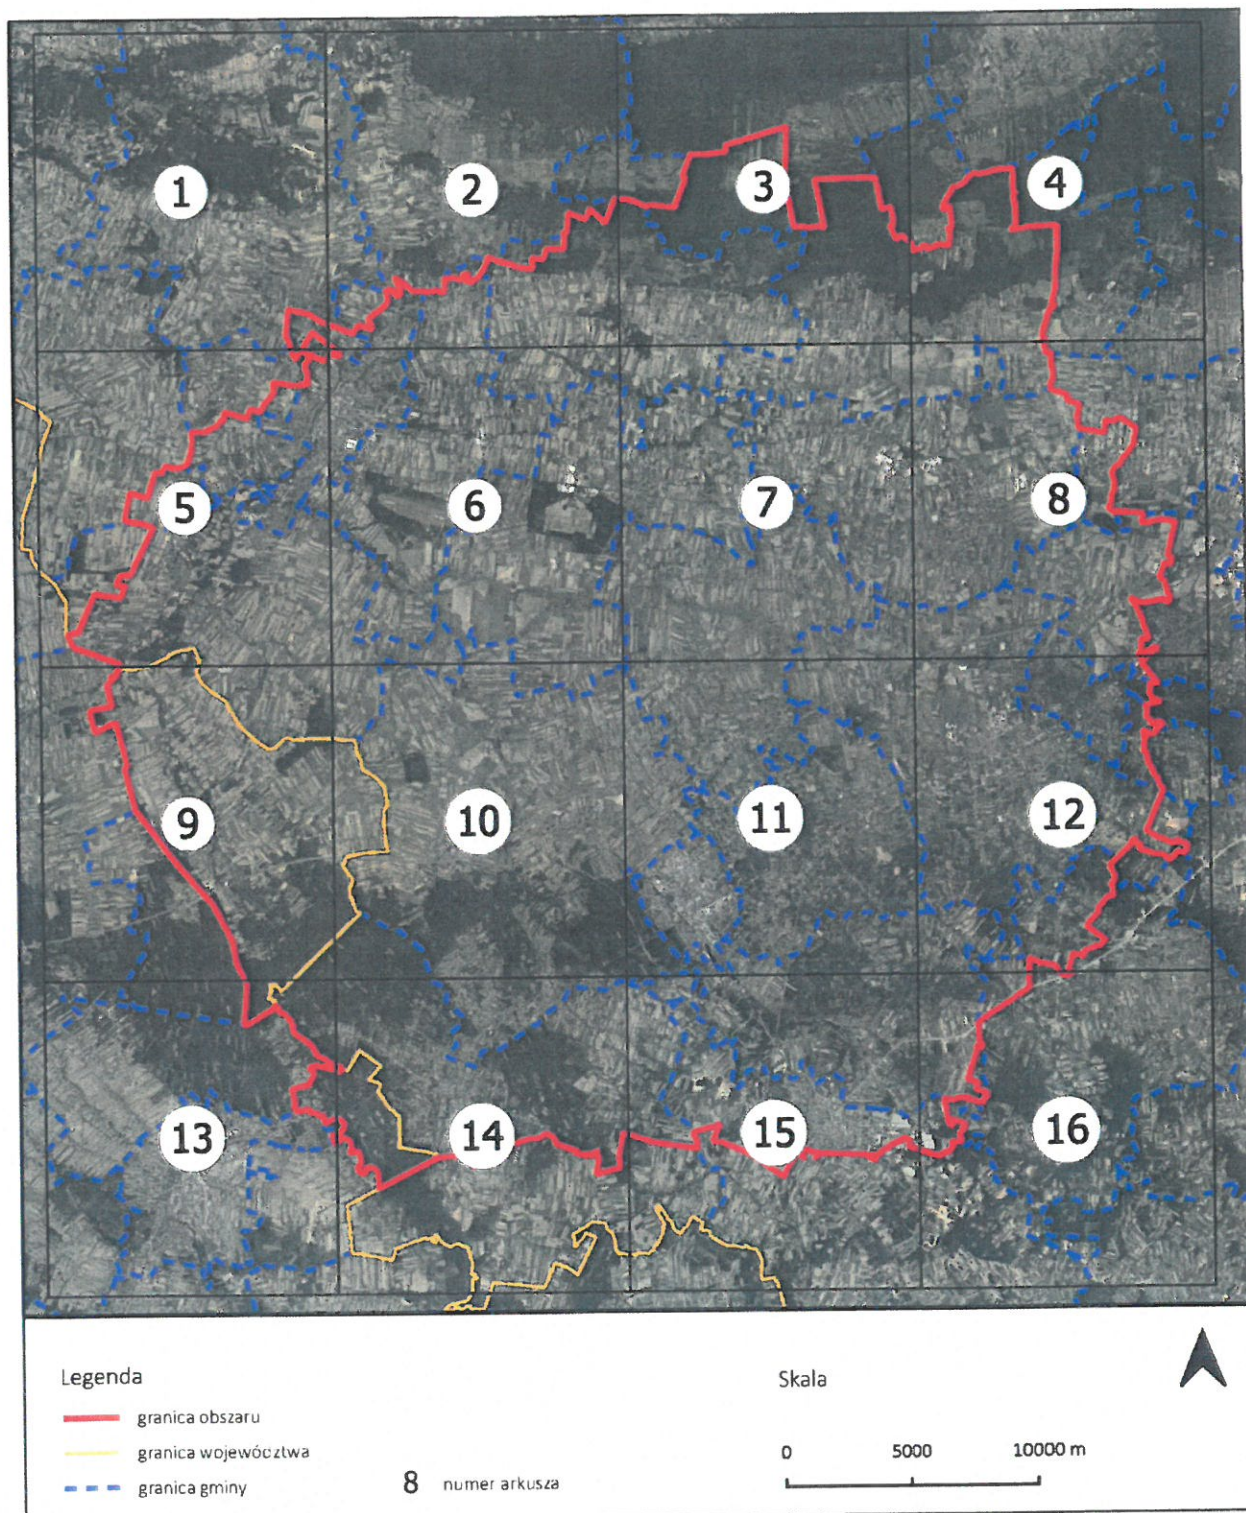 1 2 3 4
5 6 7 8
9 10 11 12
13 14 15 16
Legenda
granica obszaru
granica województwa
granica gminy
8 numer arkusza
Skala
0 5000 10000 m